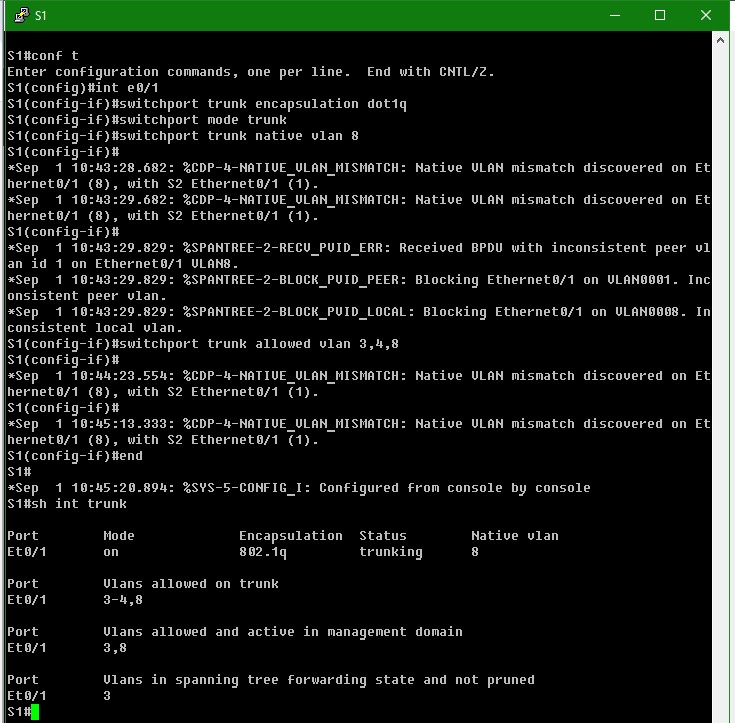 S1
S1#conf t
Enter configuration commands, one per line.  End with CNTL/Z.
S1(config)#int e0/1
S1(config-if)#switchport trunk encapsulation dot1q
S1(config-if)#switchport mode trunk
S1(config-if)#switchport trunk native vlan 8
S1(config-if)#
*Sep  1 10:43:28.682: %CDP-4-NATIVE_VLAN_MISMATCH: Native VLAN mismatch discovered on Et
hernet0/1 (8), with S2 Ethernet0/1 (1).
*Sep  1 10:43:29.682: %CDP-4-NATIVE_VLAN_MISMATCH: Native VLAN mismatch discovered on Et
hernet0/1 (8), with S2 Ethernet0/1 (1).
S1(config-if)#
*Sep  1 10:43:29.829: %SPANTREE-2-RECV_PVID_ERR: Received BPDU with inconsistent peer vl
an id 1 on Ethernet0/1 VLAN8.
*Sep  1 10:43:29.829: %SPANTREE-2-BLOCK_PVID_PEER: Blocking Ethernet0/1 on VLAN0001. Inc
onsistent peer vlan.
*Sep  1 10:43:29.829: %SPANTREE-2-BLOCK_PVID_LOCAL: Blocking Ethernet0/1 on VLAN0008. In
consistent local vlan.
S1(config-if)#switchport trunk allowed vlan 3,4,8
S1(config-if)#
*Sep  1 10:44:23.554: %CDP-4-NATIVE_VLAN_MISMATCH: Native VLAN mismatch discovered on Et
hernet0/1 (8), with S2 Ethernet0/1 (1).
S1(config-if)#
*Sep  1 10:45:13.333: %CDP-4-NATIVE_VLAN_MISMATCH: Native VLAN mismatch discovered on Et
hernet0/1 (8), with S2 Ethernet0/1 (1).
S1(config-if)#end
S1#
*Sep  1 10:45:20.894: %SYS-5-CONFIG_I: Configured from console by console
S1#sh int trunk
Port        Mode             Encapsulation  Status        Native vlan
Et0/1       on               802.1q         trunking      8
Port        Vlans allowed on trunk
Et0/1       3-4,8
Port        Vlans allowed and active in management domain
Et0/1       3,8
Port        Vlans in spanning tree forwarding state and not pruned
Et0/1       3
S1#